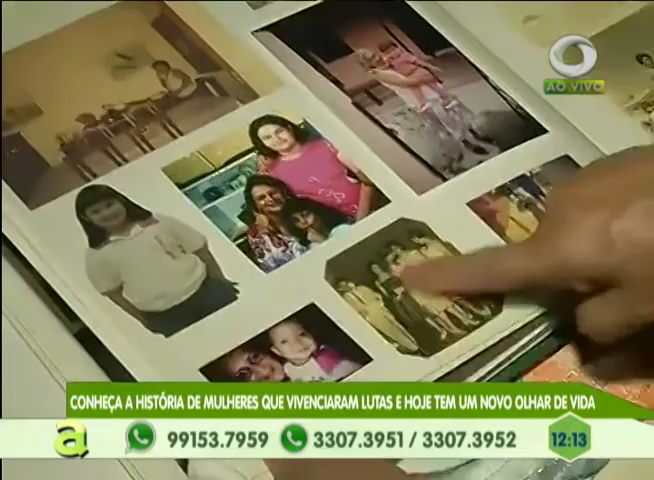 AO VIVO
CONHEÇA A HISTÓRIA DE MULHERES QUE VIVENCIARAM LUTAS E HOJE TEM UM NOVO OLHAR DE VIDA
a 99153.7959 3307.3951 / 3307.3952 12:13